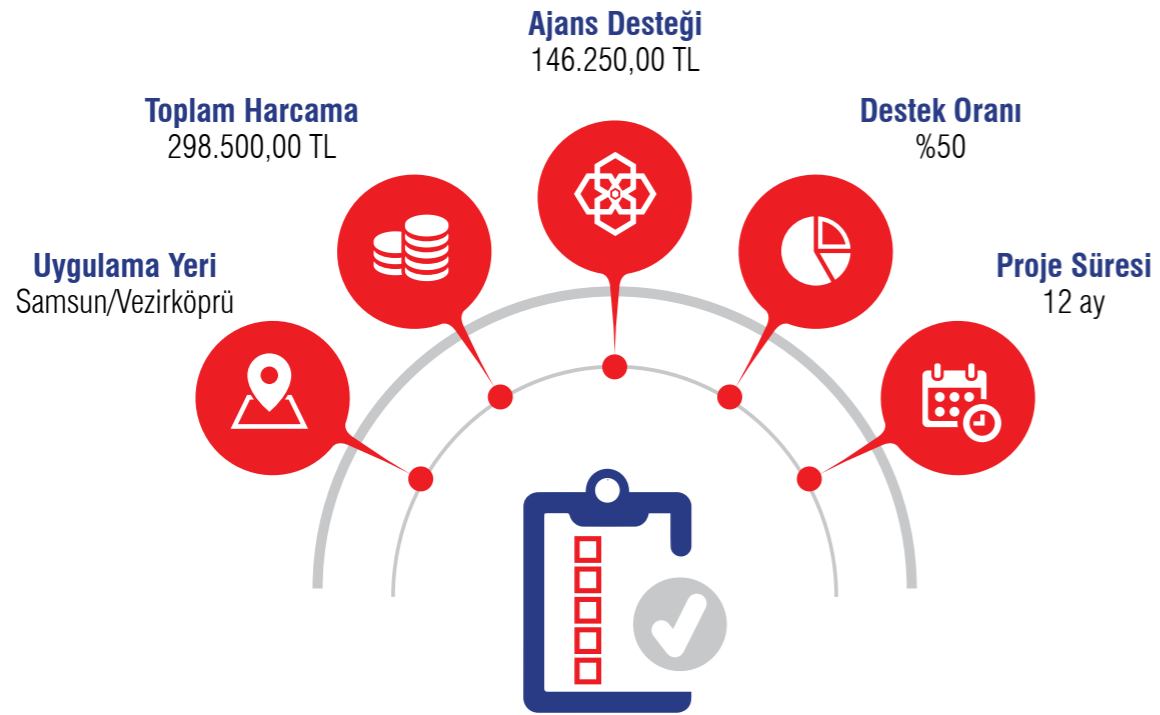 Ajans Desteği
146.250,00 TL
Toplam Harcama
298.500,00 TL
Destek Oranı
%50
Uygulama Yeri
Samsun/Vezirköprü
Proje Süresi
12 ay